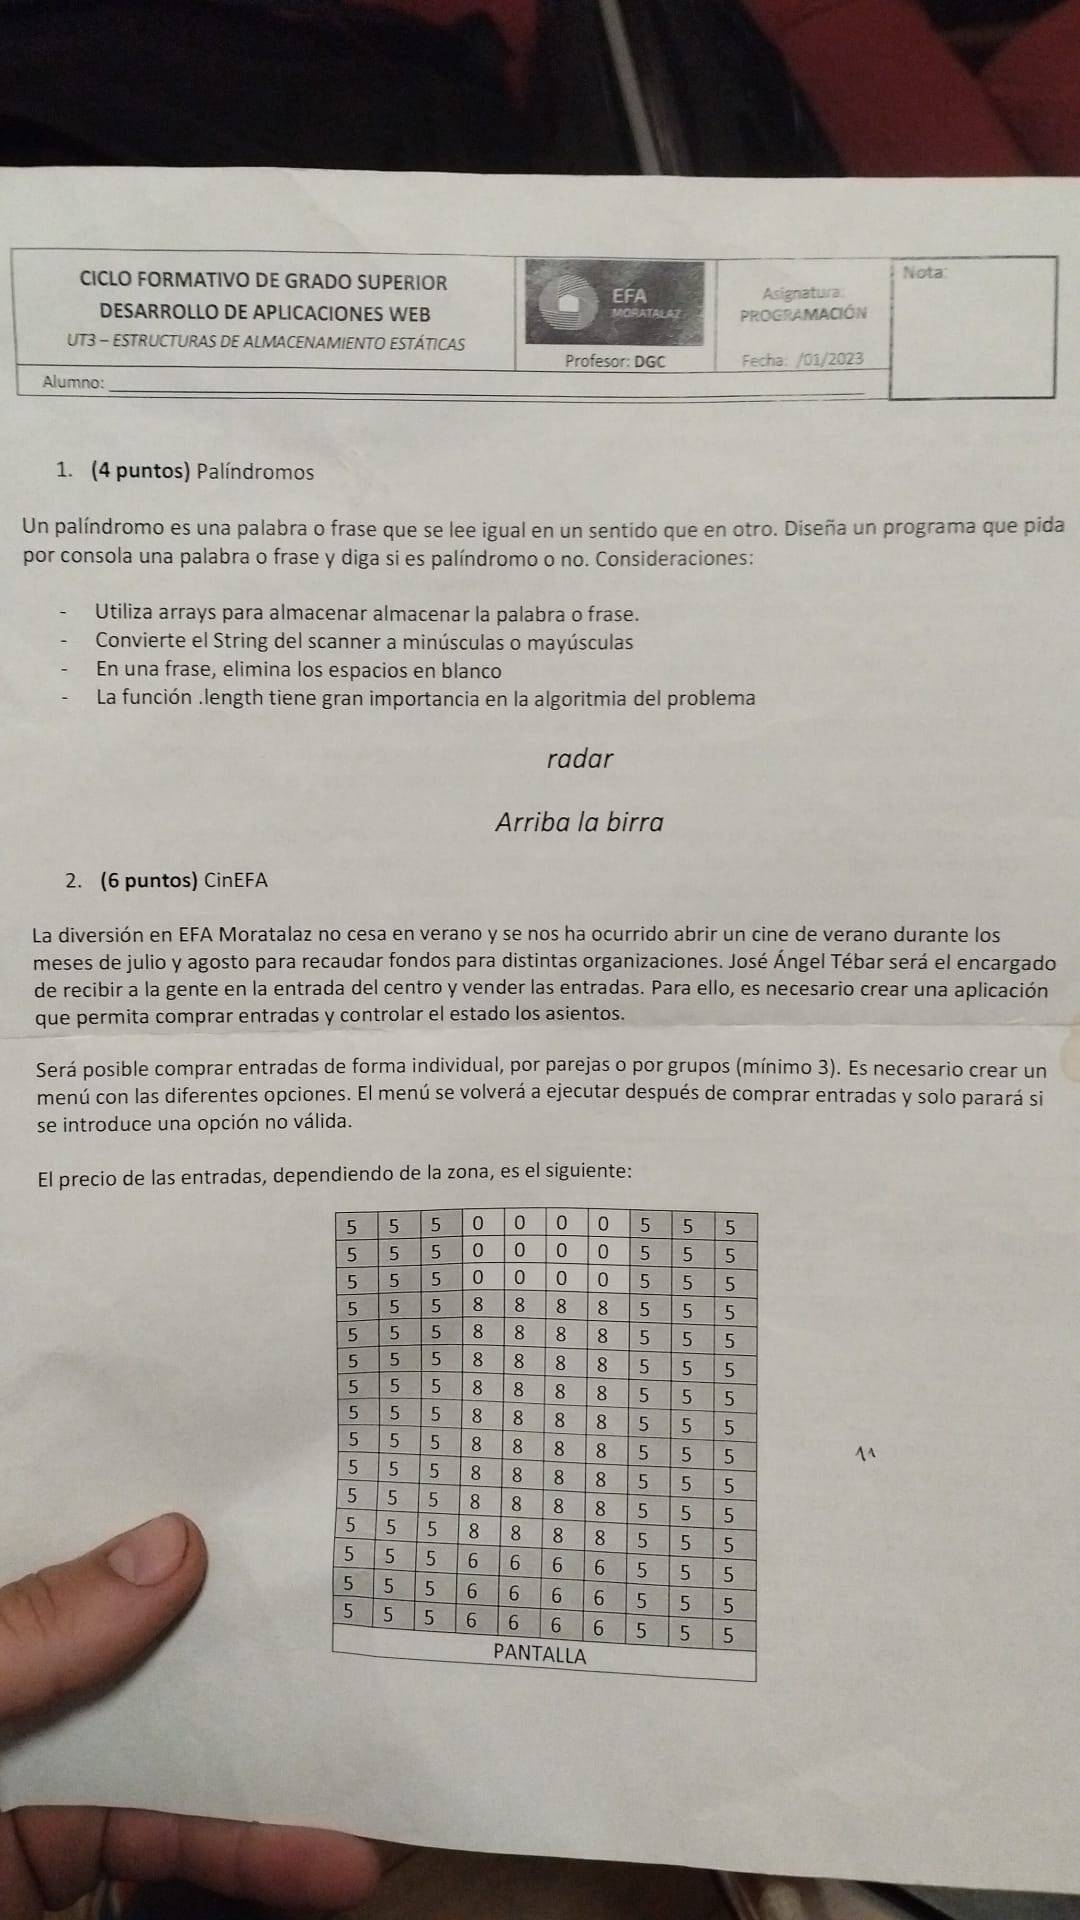 CICLO FORMATIVO DE GRADO SUPERIOR
DESARROLLO DE APLICACIONES WEB
UT3 – ESTRUCTURAS DE ALMACENAMIENTO ESTÁTICAS
EFA
MORATALAZ
Profesor: DGC
Asignatura:
PROGRAMACIÓN
Fecha: /01/2023
Nota:
Alumno:
1. (4 puntos) Palíndromos
Un palíndromo es una palabra o frase que se lee igual en un sentido que en otro. Diseña un programa que pida
por consola una palabra o frase y diga si es palíndromo o no. Consideraciones:
- Utiliza arrays para almacenar almacenar la palabra o frase.
- Convierte el String del scanner a minúsculas o mayúsculas
- En una frase, elimina los espacios en blanco
- La función .length tiene gran importancia en la algoritmia del problema
radar
Arriba la birra
2. (6 puntos) CinEFA
La diversión en EFA Moratalaz no cesa en verano y se nos ha ocurrido abrir un cine de verano durante los
meses de julio y agosto para recaudar fondos para distintas organizaciones. José Ángel Tébar será el encargado
de recibir a la gente en la entrada del centro y vender las entradas. Para ello, es necesario crear una aplicación
que permita comprar entradas y controlar el estado los asientos.
Será posible comprar entradas de forma individual, por parejas o por grupos (mínimo 3). Es necesario crear un
menú con las diferentes opciones. El menú se volverá a ejecutar después de comprar entradas y solo parará si
se introduce una opción no válida.
El precio de las entradas, dependiendo de la zona, es el siguiente:
5 5 5 0 0 0 0 5 5 5
5 5 5 0 0 0 0 5 5 5
5 5 5 0 0 0 0 5 5 5
5 5 5 8 8 8 8 5 5 5
5 5 5 8 8 8 8 5 5 5
5 5 5 8 8 8 8 5 5 5
5 5 5 8 8 8 8 5 5 5
5 5 5 8 8 8 8 5 5 5
5 5 5 8 8 8 8 5 5 5
5 5 5 8 8 8 8 5 5 5
5 5 5 8 8 8 8 5 5 5
5 5 5 8 8 8 8 5 5 5
5 5 5 6 6 6 6 5 5 5
5 5 5 6 6 6 6 5 5 5
5 5 5 6 6 6 6 5 5 5
PANTALLA
11